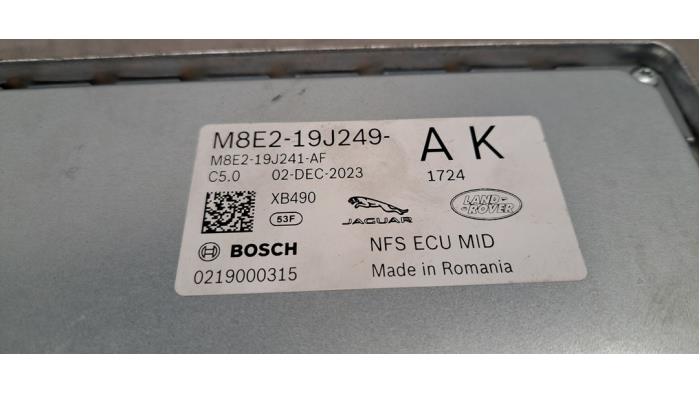 M8E2-19J249- AK
M8E2-19J241-AF
C5.0 02-DEC-2023 1724
XB490
53F
JAGUAR
LAND ROVER
BOSCH NFS ECU MID
0219000315 Made in Romania